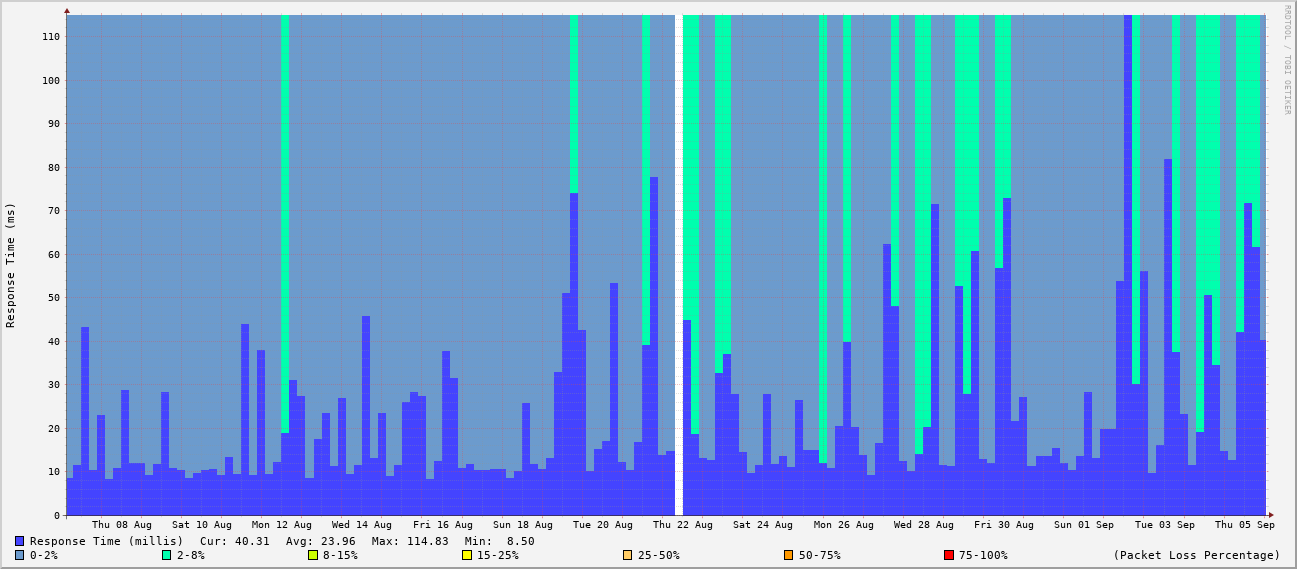 RRDTOOL / TOBI OETIKER
Response Time (ms)
110
100
90
80
70
60
50
40
30
20
10
0
Thu 08 Aug Sat 10 Aug Mon 12 Aug Wed 14 Aug Fri 16 Aug Sun 18 Aug Tue 20 Aug Thu 22 Aug Sat 24 Aug Mon 26 Aug Wed 28 Aug Fri 30 Aug Sun 01 Sep Tue 03 Sep Thu 05 Sep
Response Time (millis) Cur: 40.31 Avg: 23.96 Max: 114.83 Min: 8.50
0-2% 2-8% 8-15% 15-25% 25-50% 50-75% 75-100% (Packet Loss Percentage)